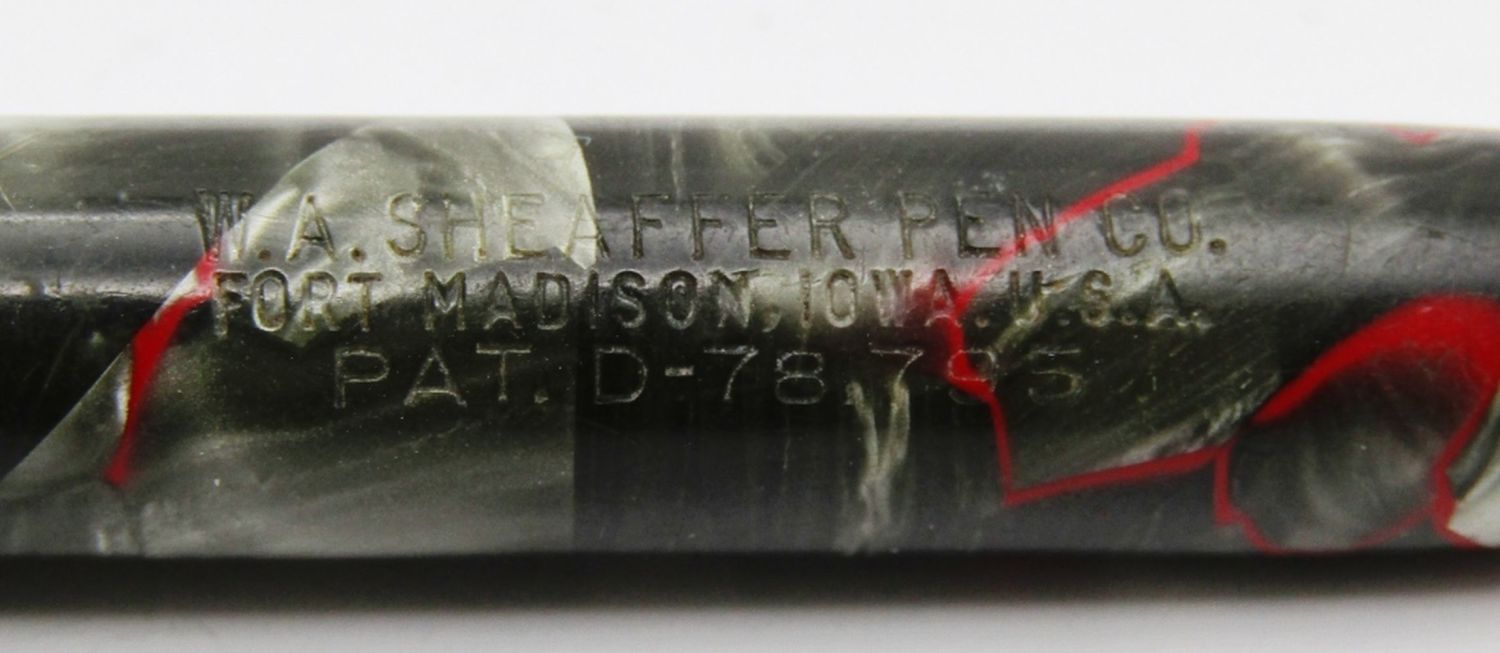 W.A. SHEAFFER PEN CO.
FORT MADISON, IOWA. U.S.A.
PAT. D-78,795